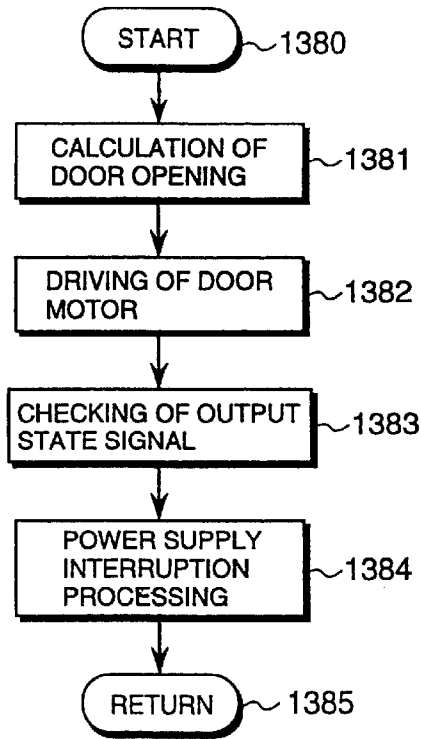 START
1380
CALCULATION OF
DOOR OPENING
1381
DRIVING OF DOOR
MOTOR
1382
CHECKING OF OUTPUT
STATE SIGNAL
1383
POWER SUPPLY
INTERRUPTION
PROCESSING
1384
RETURN
1385